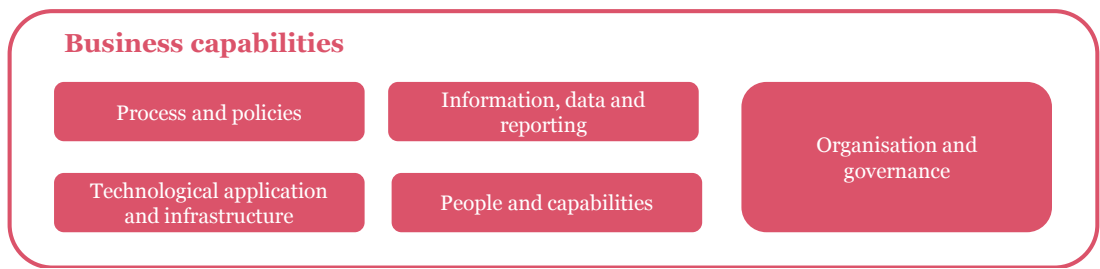 Business capabilities
Process and policies
Information, data and
reporting
Organisation and
governance
Technological application
and infrastructure
People and capabilities